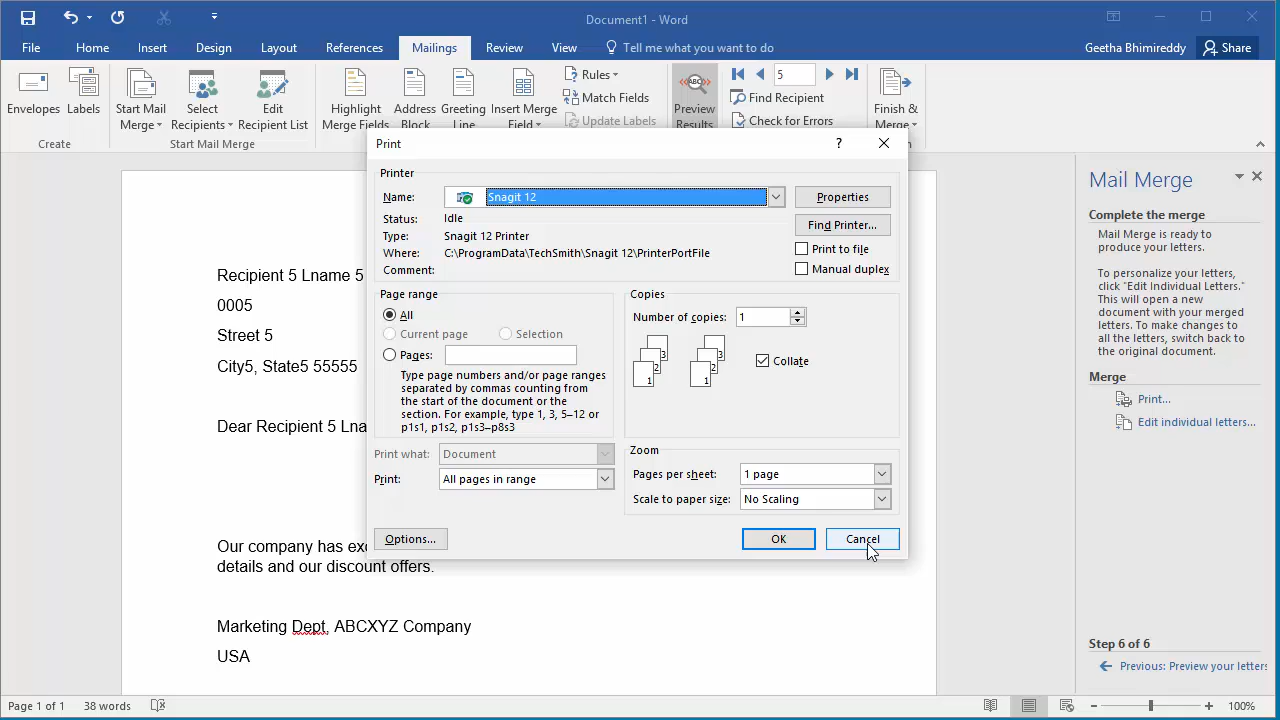 Document1 - Word
File Home Insert Design Layout References Mailings Review View Tell me what you want to do Geetha Bhimireddy Share
Envelopes Labels
Create
Start Mail Merge Select Recipients Edit Recipient List
Start Mail Merge
Highlight Merge Fields Address Block Greeting Line Insert Merge Field
Rules
Match Fields
Update Labels
ABC
Preview Results
5
Find Recipient
Check for Errors
Finish & Merge
Print ?
Printer
Name: Snagit 12 Properties
Status: Idle Find Printer...
Type: Snagit 12 Printer
Where: C:\ProgramData\TechSmith\Snagit 12\PrinterPortFile
Comment:
Print to file
Manual duplex
Page range
All
Current page Selection
Pages:
Type page numbers and/or page ranges
separated by commas counting from
the start of the document or the
section. For example, type 1, 3, 5–12 or
p1s1, p1s2, p1s3–p8s3
Copies
Number of copies: 1
3 3
2 2
1 1
Collate
Print what: Document
Print: All pages in range
Zoom
Pages per sheet: 1 page
Scale to paper size: No Scaling
Options... OK Cancel
Recipient 5 Lname 5
0005
Street 5
City5, State5 55555
Dear Recipient 5 Lna
Our company has exc
details and our discount offers.
Marketing Dept, ABCXYZ Company
USA
Mail Merge
Complete the merge
Mail Merge is ready to
produce your letters.
To personalize your letters,
click "Edit Individual Letters."
This will open a new
document with your merged
letters. To make changes to
all the letters, switch back to
the original document.
Merge
Print...
Edit individual letters...
Step 6 of 6
Previous: Preview your letters
Page 1 of 1 38 words 100%